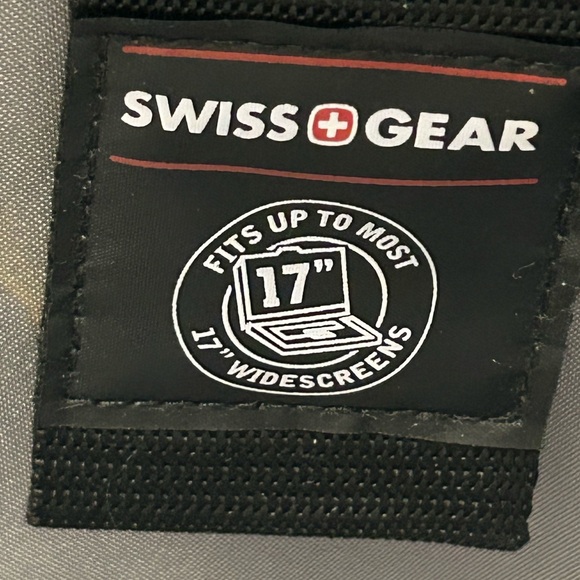 SWISS GEAR
FITS UP TO MOST
17"
17" WIDESCREENS